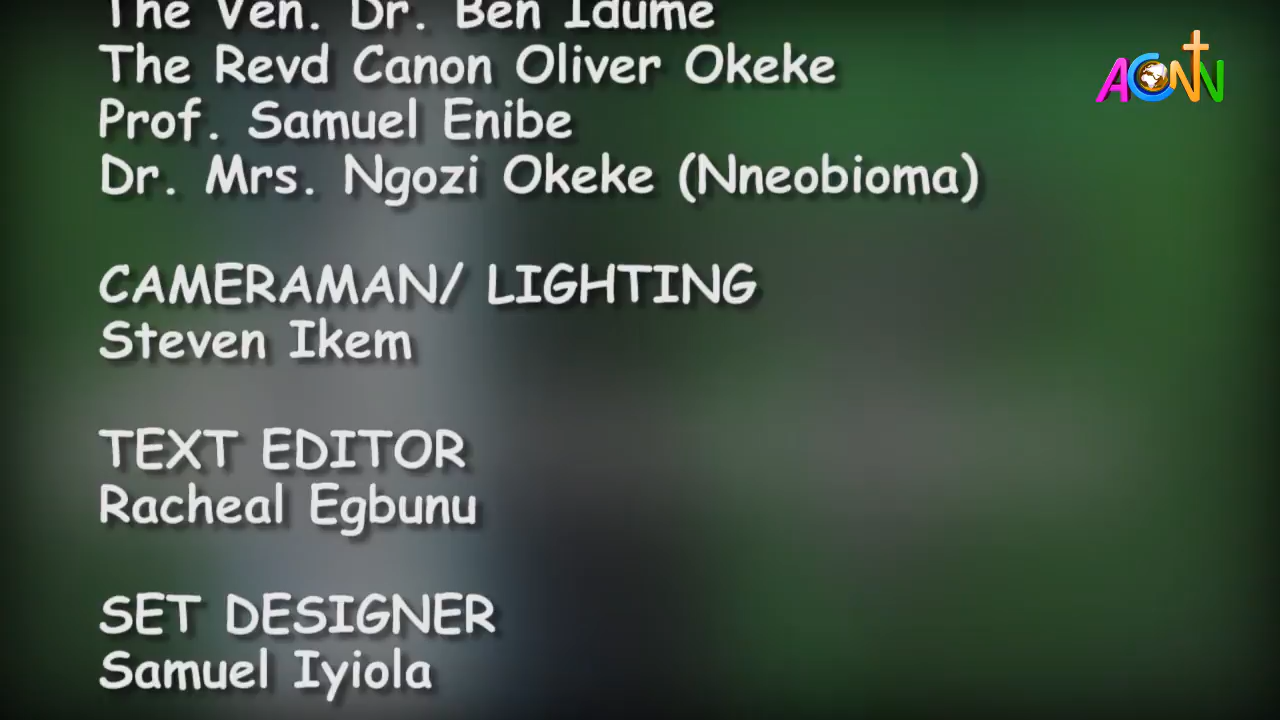 The Ven. Dr. Ben Idume
The Revd Canon Oliver Okeke
Prof. Samuel Enibe
Dr. Mrs. Ngozi Okeke (Nneobioma)
CAMERAMAN/ LIGHTING
Steven Ikem
TEXT EDITOR
Racheal Egbunu
SET DESIGNER
Samuel Iyiola
ACNN